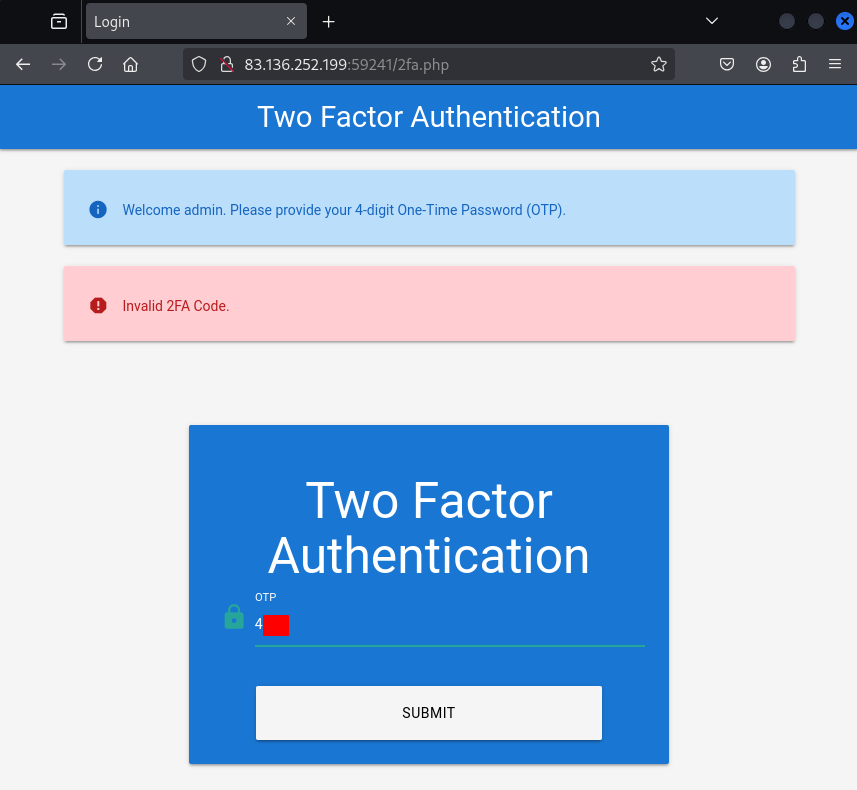 Login
83.136.252.199:59241/2fa.php
Two Factor Authentication
Welcome admin. Please provide your 4-digit One-Time Password (OTP).
Invalid 2FA Code.
Two Factor
Authentication
OTP
4
SUBMIT